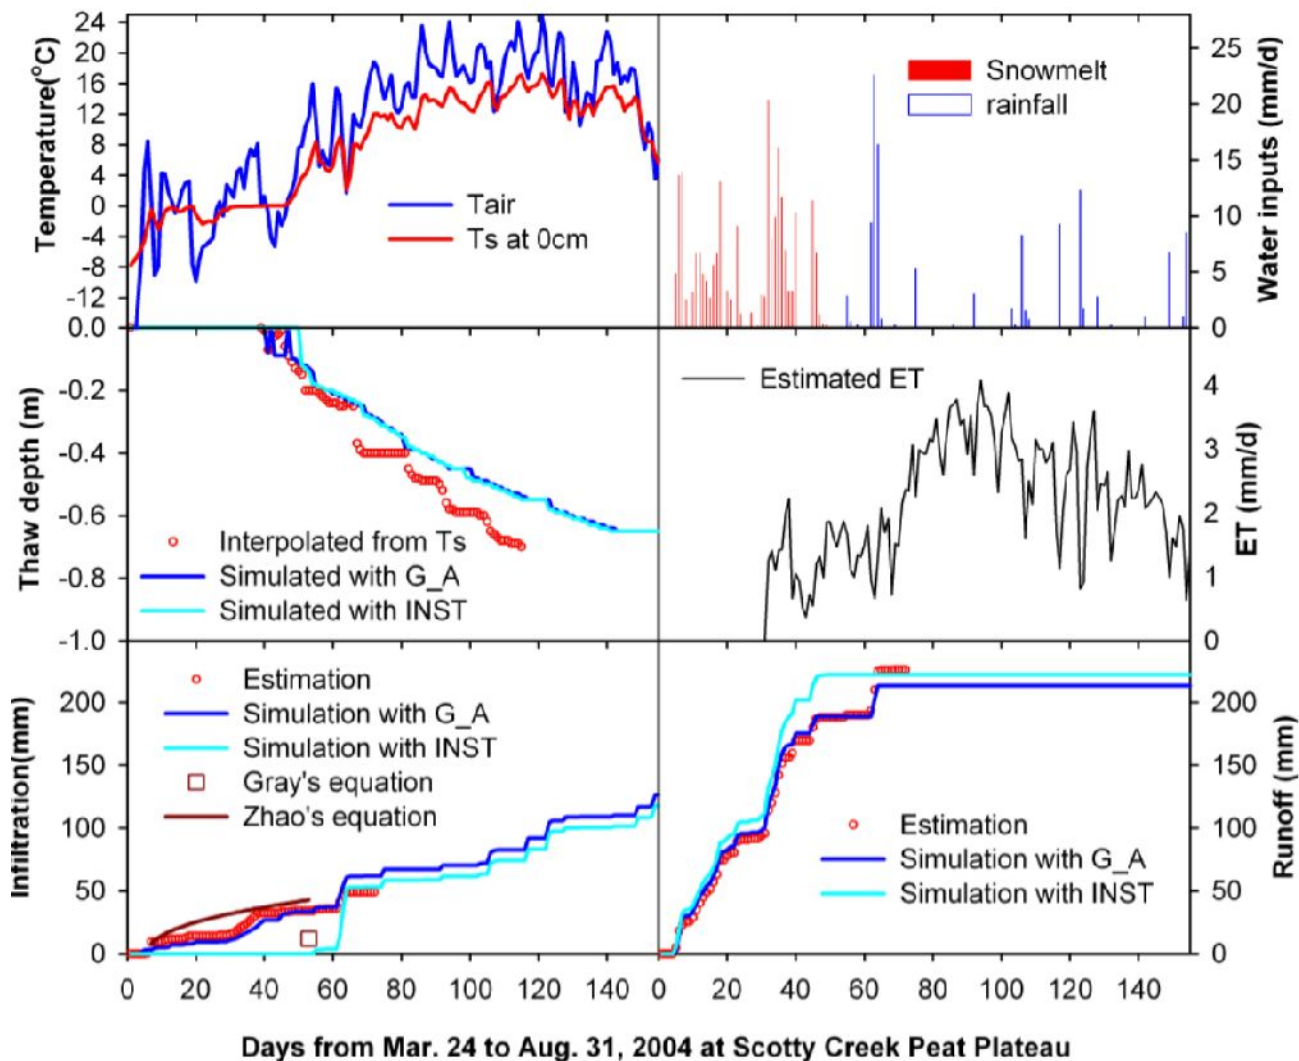 24
20
16
12
8
4
0
-4
-8
-12
Temperature(°C)
Tair
Ts at 0cm
Snowmelt
rainfall
25
20
15
10
5
0
Water inputs (mm/d)
0.0
-0.2
-0.4
-0.6
-0.8
-1.0
Thaw depth (m)
Interpolated from Ts
Simulated with G_A
Simulated with INST
Estimated ET
4
3
2
1
0
ET (mm/d)
200
150
100
50
0
Infiltration(mm)
Estimation
Simulation with G_A
Simulation with INST
Gray's equation
Zhao's equation
Estimation
Simulation with G_A
Simulation with INST
200
150
100
50
0
Runoff (mm)
0 20 40 60 80 100 120 140 0 20 40 60 80 100 120 140
Days from Mar. 24 to Aug. 31, 2004 at Scotty Creek Peat Plateau